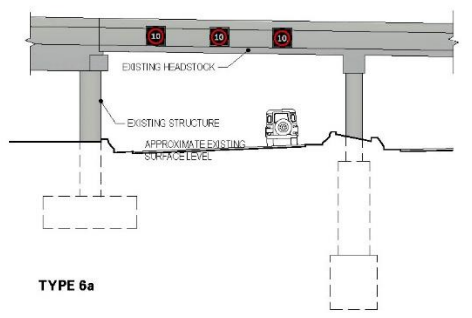 10 10 10
EXISTING HEADSTOCK
EXISTING STRUCTURE
APPROXIMATE EXISTING
SURFACE LEVEL
TYPE 6a